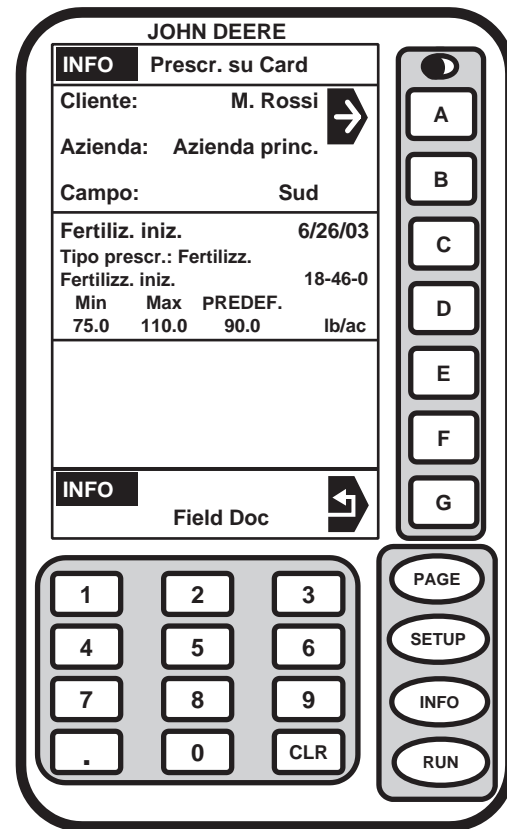 JOHN DEERE
INFO Prescr. su Card
Cliente: M. Rossi
Azienda: Azienda princ.
Campo: Sud
Fertiliz. iniz. 6/26/03
Tipo prescr.: Fertilizz.
Fertilizz. iniz. 18-46-0
Min Max PREDEF.
75.0 110.0 90.0 lb/ac
INFO
Field Doc
A
B
C
D
E
F
G
1 2 3
4 5 6
7 8 9
. 0 CLR
PAGE
SETUP
INFO
RUN